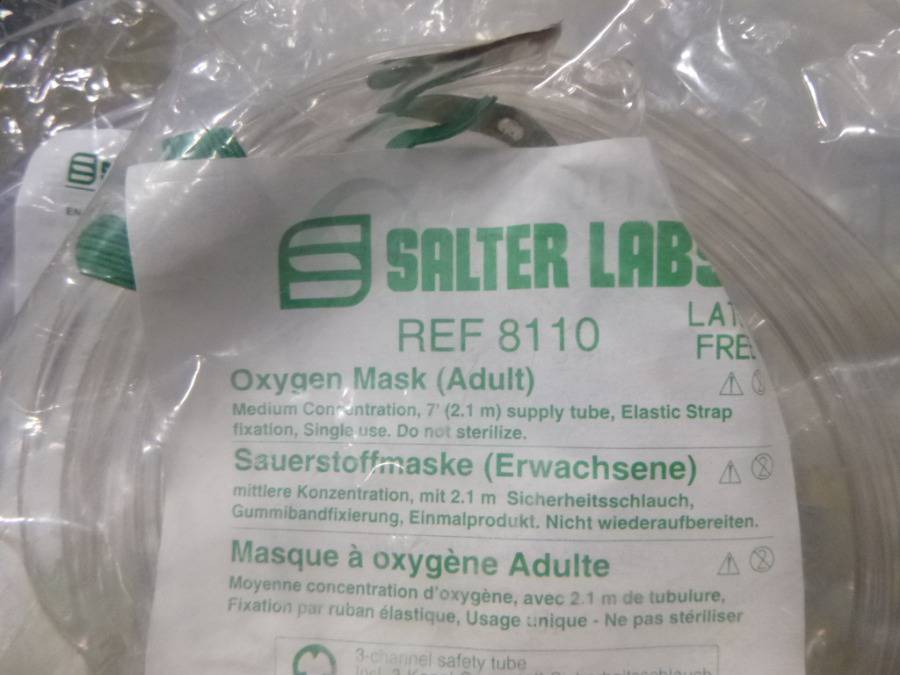 SALTER LABS
REF 8110
FRE
Oxygen Mask (Adult)
Medium Concentration, 7' (2.1 m) supply tube, Elastic Strap
fixation, Single use. Do not sterilize.
Sauerstoffmaske (Erwachsene)
mittlere Konzentration, mit 2.1 m Sicherheitsschlauch,
Gummibandfixierung, Einmalprodukt. Nicht wiederaufbereiten.
Masque à oxygène Adulte
Moyenne concentration d'oxygène, avec 2.1 m de tubulure,
Fixation par ruban élastique, Usage unique - Ne pas stériliser
3-channel safety tube